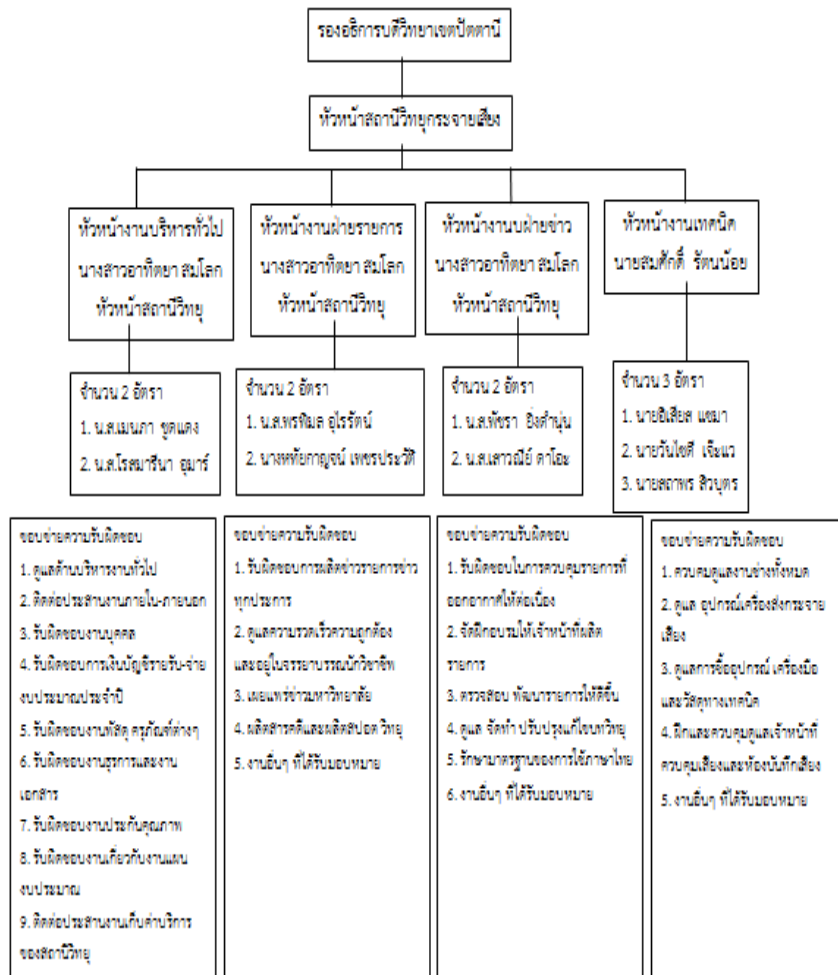 รองอธิการบดีวิทยาเขตปัตตานี
หัวหน้าสถานีวิทยุกระจายเสียง
หัวหน้างานบริหารทั่วไป
นางสาวอาทิตยา สมโลก
หัวหน้าสถานีวิทยุ
หัวหน้างานฝ่ายรายการ
นางสาวอาทิตยา สมโลก
หัวหน้าสถานีวิทยุ
หัวหน้างานบฝ่ายข่าว
นางสาวอาทิตยา สมโลก
หัวหน้าสถานีวิทยุ
หัวหน้างานเทคนิค
นายสมศักดิ์ รัตนน้อย
จำนวน 2 อัตรา
1. น.ส.เมนภา ขูดแดง
2. น.ส.โรสมารีนา อุมาร์
จำนวน 2 อัตรา
1. น.ส.พรพิมล อุไรรัตน์
2. นางหทัยกาญจน์ เพชรประวัติ
จำนวน 2 อัตรา
1. น.ส.พัชรา ยิ่งดำนุ่น
2. น.ส.เสาวณีย์ ดาโอะ
จำนวน 3 อัตรา
1. นายอิเลียส แซมา
2. นายวันไซดี เจ๊ะแว
3. นายสถาพร สิวบุตร
ขอบข่ายความรับผิดชอบ
1. ดูแลด้านบริหารงานทั่วไป
2. ติดต่อประสานงานภายใน-ภายนอก
3. รับผิดชอบงานบุคคล
4. รับผิดชอบการเงินบัญชีรายรับ-จ่าย
งบประมาณประจำปี
5. รับผิดชอบงานพัสดุ ครุภัณฑ์ต่างๆ
6. รับผิดชอบงานธุรการและงาน
เอกสาร
7. รับผิดชอบงานประกันคุณภาพ
8. รับผิดชอบงานเกี่ยวกับงานแผน
งบประมาณ
9. ติดต่อประสานงานเก็บค่าบริการ
ของสถานีวิทยุ
ขอบข่ายความรับผิดชอบ
1. รับผิดชอบการผลิตข่าวรายการข่าว
ทุกประการ
2. ดูแลความรวดเร็วความถูกต้อง
และอยู่ในจรรยาบรรณนักวิชาชีพ
3. เผยแพร่ข่าวมหาวิทยาลัย
4. ผลิตสารคดีและผลิตสปอต วิทยุ
5. งานอื่นๆ ที่ได้รับมอบหมาย
ขอบข่ายความรับผิดชอบ
1. รับผิดชอบในการควบคุมรายการที่
ออกอากาศให้ต่อเนื่อง
2. จัดฝึกอบรมให้เจ้าหน้าที่ผลิต
รายการ
3. ตรวจสอบ พัฒนารายการให้ดีขึ้น
4. ดูแล จัดทำ ปรับปรุงแก้ไขบทวิทยุ
5. รักษามาตรฐานของการใช้ภาษาไทย
6. งานอื่นๆ ที่ได้รับมอบหมาย
ขอบข่ายความรับผิดชอบ
1. ควบคมดูแลงานช่างทั้งหมด
2. ดูแล อุปกรณ์เครื่องส่งกระจาย
เสียง
3. ดูแลการซื้ออุปกรณ์ เครื่องมือ
และวัสดุทางเทคนิค
4. ฝึกและควบคุมดูแลเจ้าหน้าที่
ควบคุมเสียงและห้องบันทึกเสียง
5. งานอื่นๆ ที่ได้รับมอบหมาย